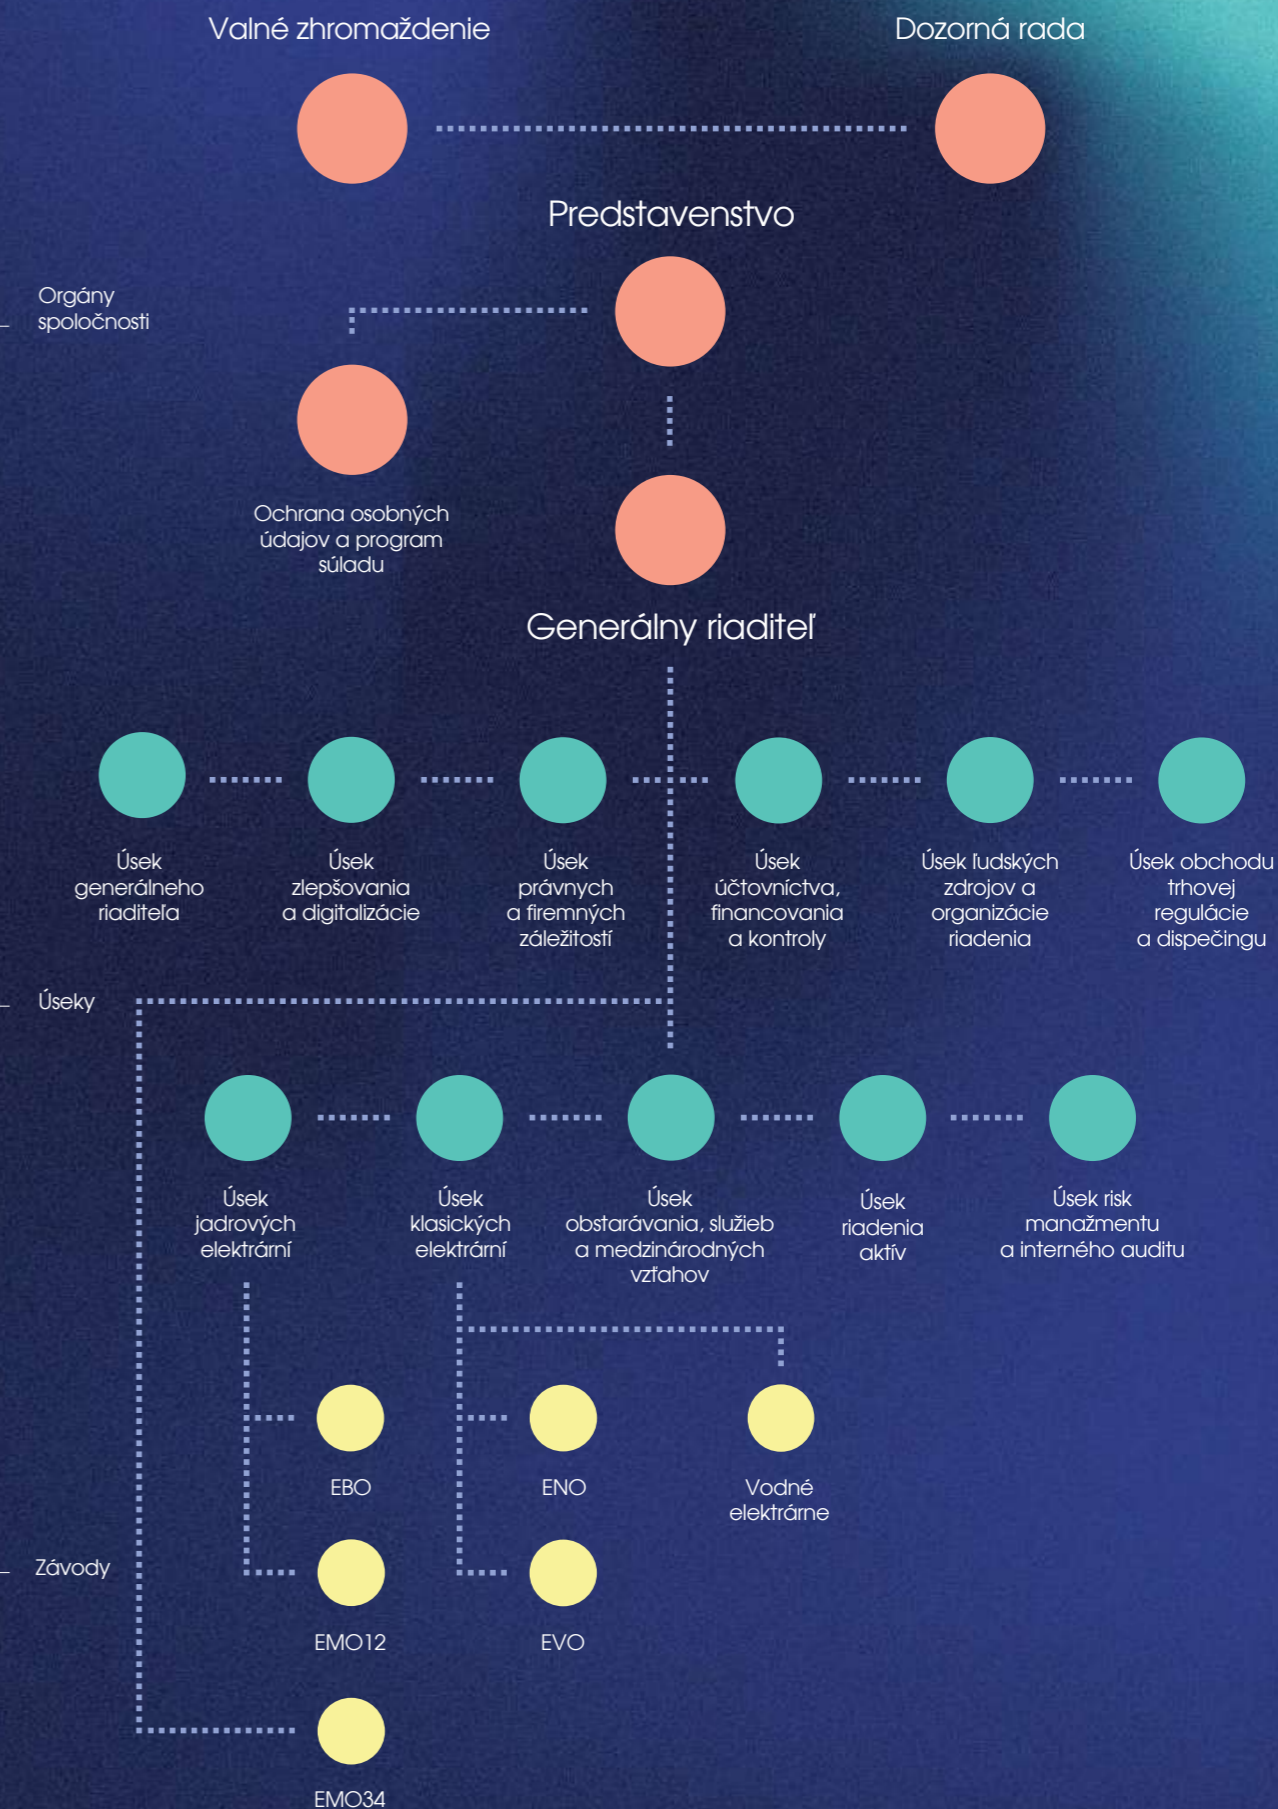 Valné zhromaždenie
Dozorná rada
Predstavenstvo
Orgány
spoločnosti
Ochrana osobných
údajov a program
súladu
Generálny riaditeľ
Úsek
generálneho
riaditeľa
Úsek
zlepšovania
a digitalizácie
Úsek
právnych
a firemných
záležitostí
Úsek
účtovníctva,
financovania
a kontroly
Úsek ľudských
zdrojov a
organizácie
riadenia
Úsek obchodu
trhovej
regulácie
a dispečingu
Úseky
Úsek
jadrových
elektrární
Úsek
klasických
elektrární
Úsek
obstarávania, služieb
a medzinárodných
vzťahov
Úsek
riadenia
aktív
Úsek risk
manažmentu
a interného auditu
EBO
ENO
Vodné
elektrárne
Závody
EMO12
EVO
EMO34